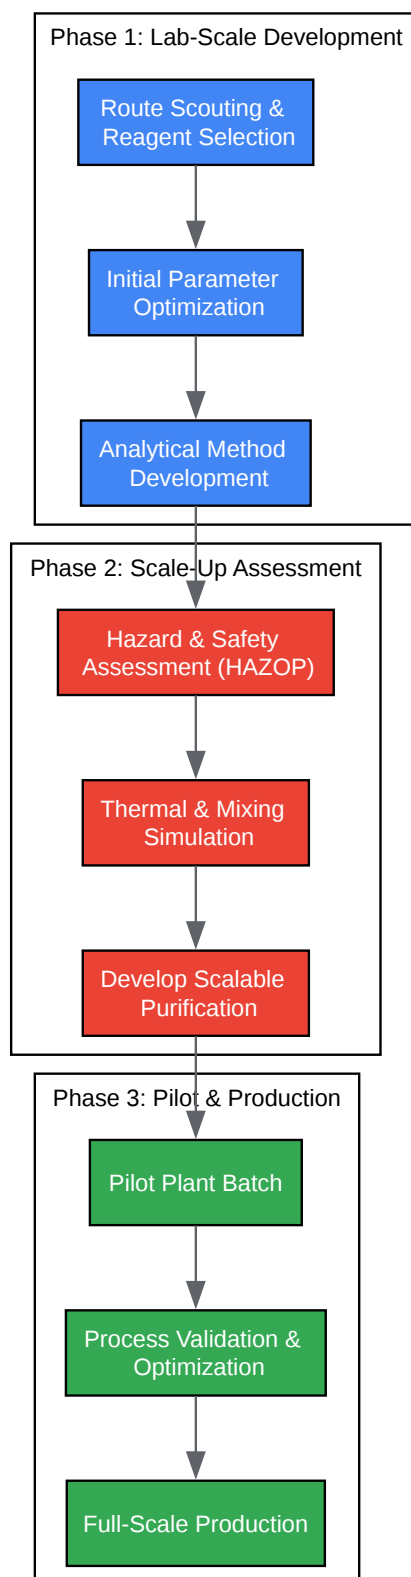 Phase 1: Lab-Scale Development
Route Scouting &
Reagent Selection
Initial Parameter
Optimization
Analytical Method
Development
Phase 2: Scale-Up Assessment
Hazard & Safety
Assessment (HAZOP)
Thermal & Mixing
Simulation
Develop Scalable
Purification
Phase 3: Pilot & Production
Pilot Plant Batch
Process Validation &
Optimization
Full-Scale Production